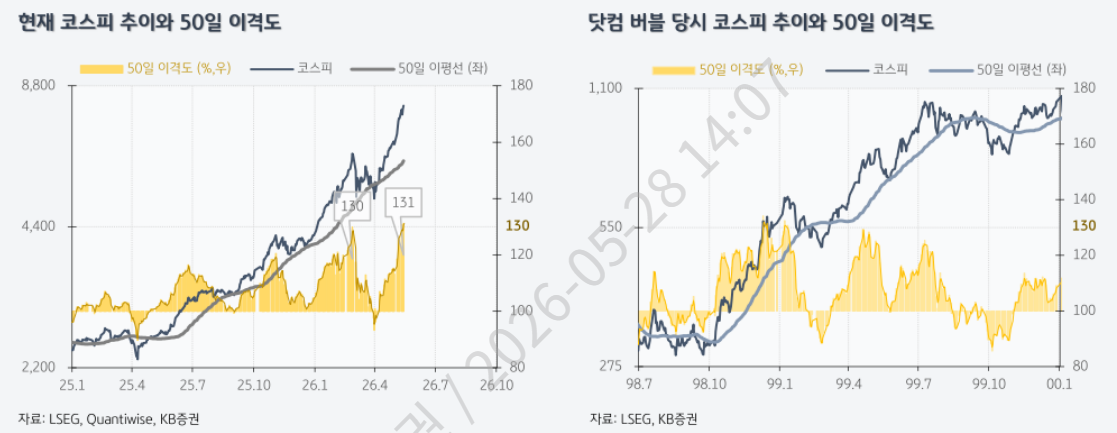 현재 코스피 추이와 50일 이격도
50일 이격도 (%,우) 코스피 50일 이평선 (좌)
8,800
4,400
2,200
180
160
140
130
120
100
80
130
131
25.1 25.4 25.7 25.10 26.1 26.4 26.7 26.10
자료: LSEG, Quantiwise, KB증권
닷컴 버블 당시 코스피 추이와 50일 이격도
50일 이격도 (%,우) 코스피 50일 이평선 (좌)
1,100
550
275
180
160
140
130
120
100
80
98.7 98.10 99.1 99.4 99.7 99.10 00.1
자료: LSEG, KB증권
권 / 2026-05-28 14:07